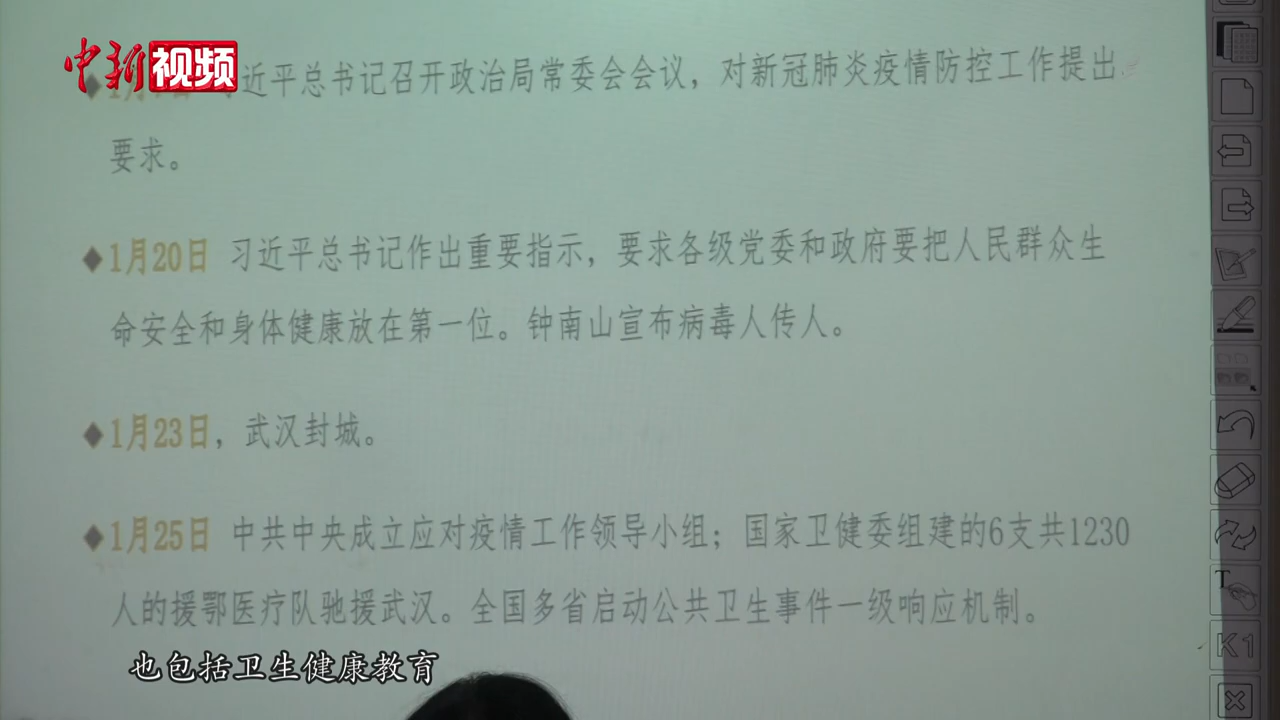 中新视频
近平总书记召开政治局常委会会议，对新冠肺炎疫情防控工作提出
要求。
◆1月20日 习近平总书记作出重要指示，要求各级党委和政府要把人民群众生
命安全和身体健康放在第一位。钟南山宣布病毒人传人。
◆1月23日，武汉封城。
◆1月25日 中共中央成立应对疫情工作领导小组；国家卫健委组建的6支共1230
人的援鄂医疗队驰援武汉。全国多省启动公共卫生事件一级响应机制。
也包括卫生健康教育
T
K1